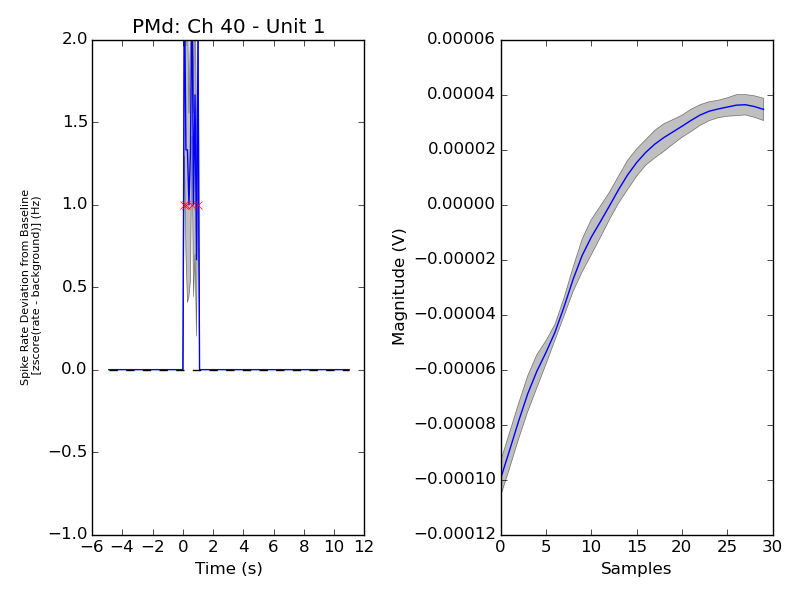 PMd: Ch 40 - Unit 1
2.0
1.5
1.0
0.5
0.0
−0.5
−1.0
−6 −4 −2 0 2 4 6 8 10 12
Time (s)
Spike Rate Deviation from Baseline
[zscore(rate - background)] (Hz)
0.00006
0.00004
0.00002
0.00000
−0.00002
−0.00004
−0.00006
−0.00008
−0.00010
−0.00012
0 5 10 15 20 25 30
Samples
Magnitude (V)